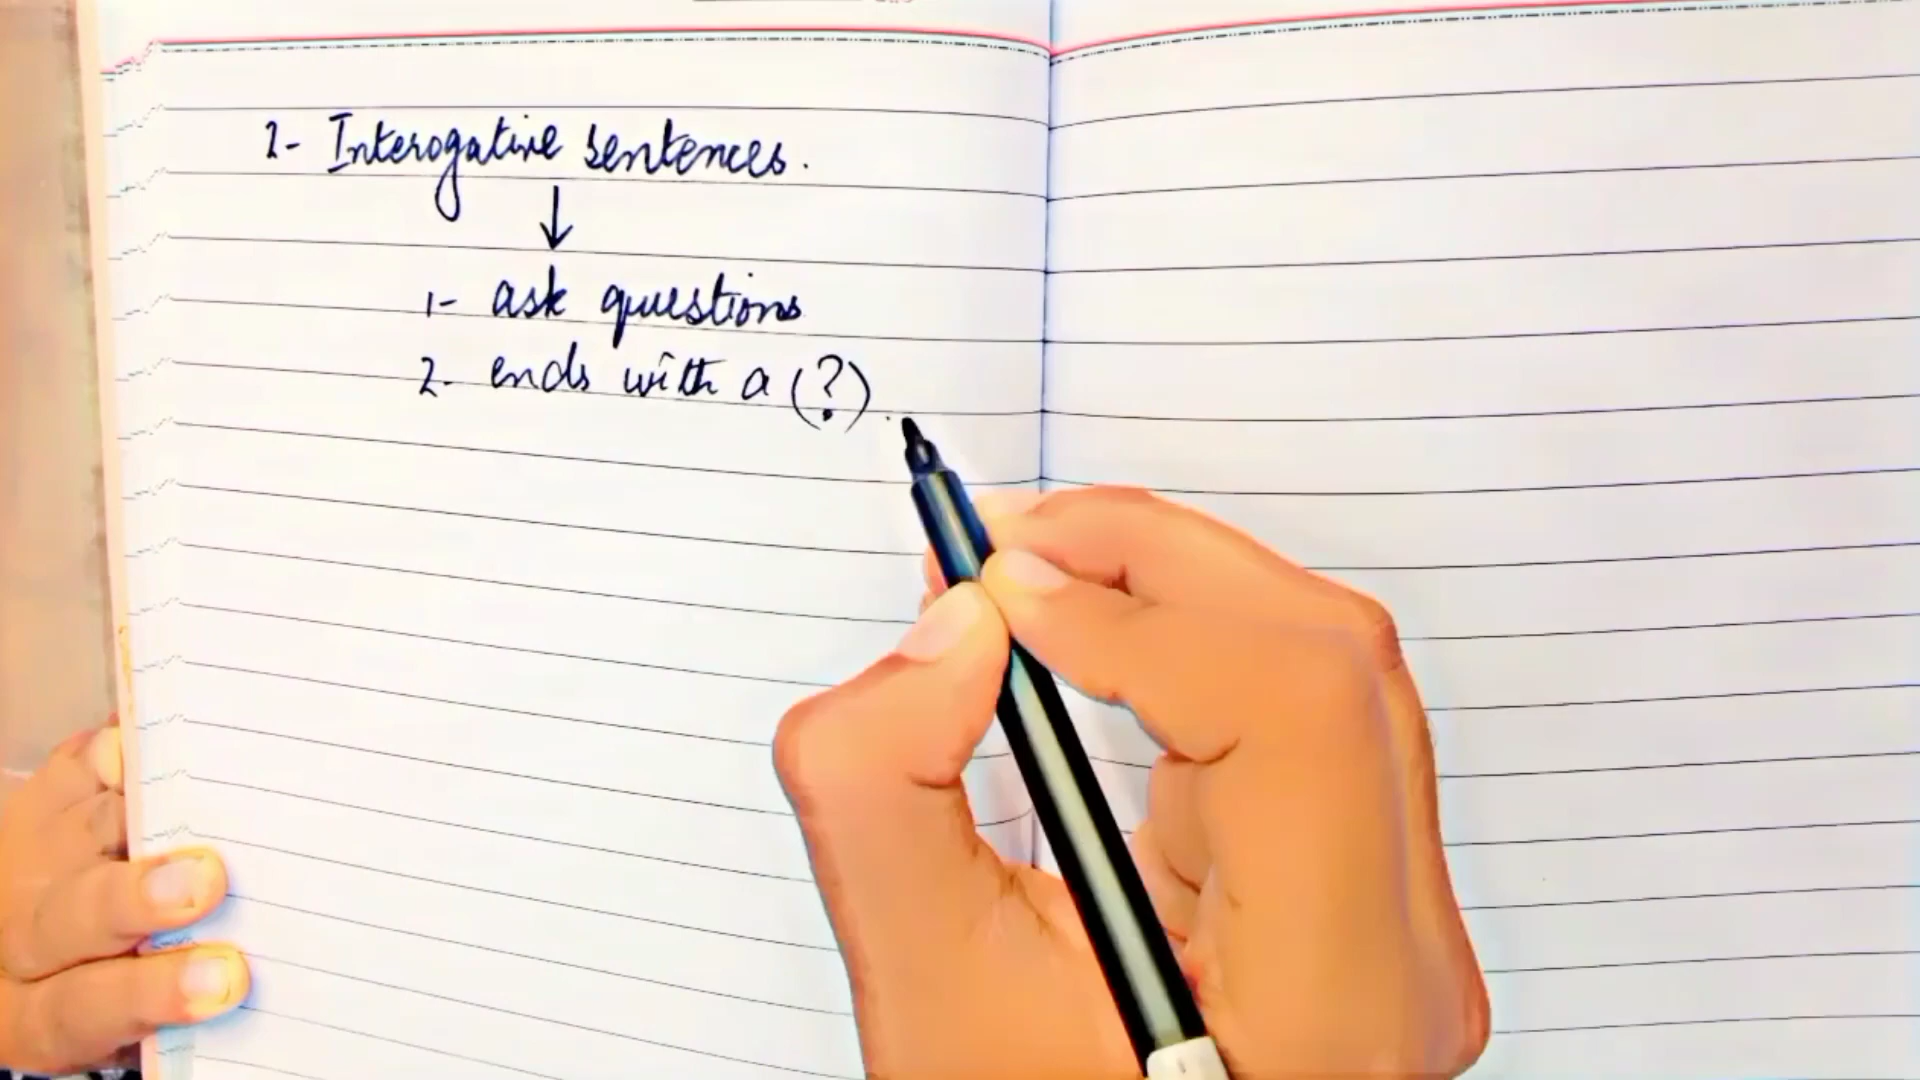 2- Interogative sentences.
↓
1- ask questions
2- ends with a (?).